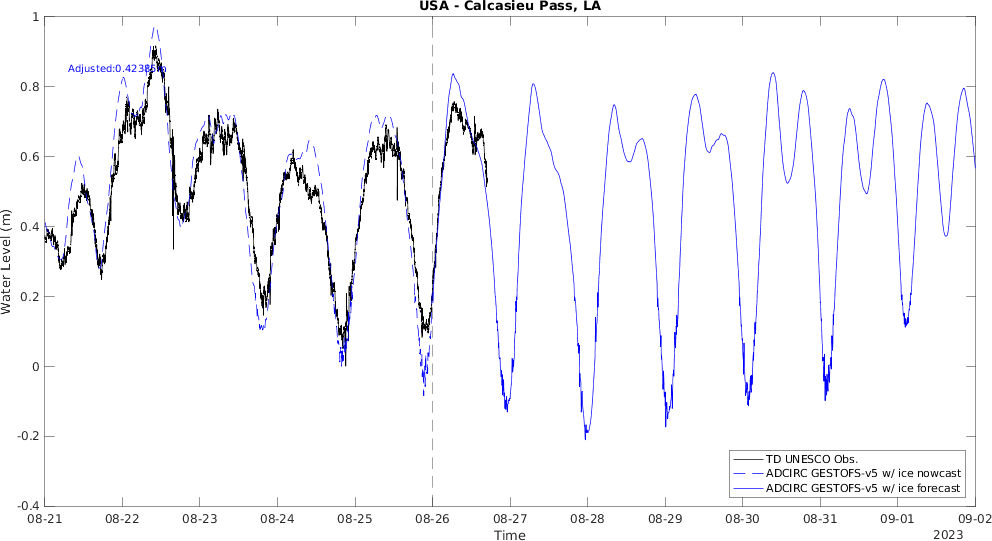 USA - Calcasieu Pass, LA
1
0.8
0.6
0.4
0.2
0
-0.2
-0.4
Water Level (m)
TD UNESCO Obs.
ADCIRC GESTOFS-v5 w/ ice nowcast
ADCIRC GESTOFS-v5 w/ ice forecast
08-21 08-22 08-23 08-24 08-25 08-26 08-27 08-28 08-29 08-30 08-31 09-01 09-02
Time
2023